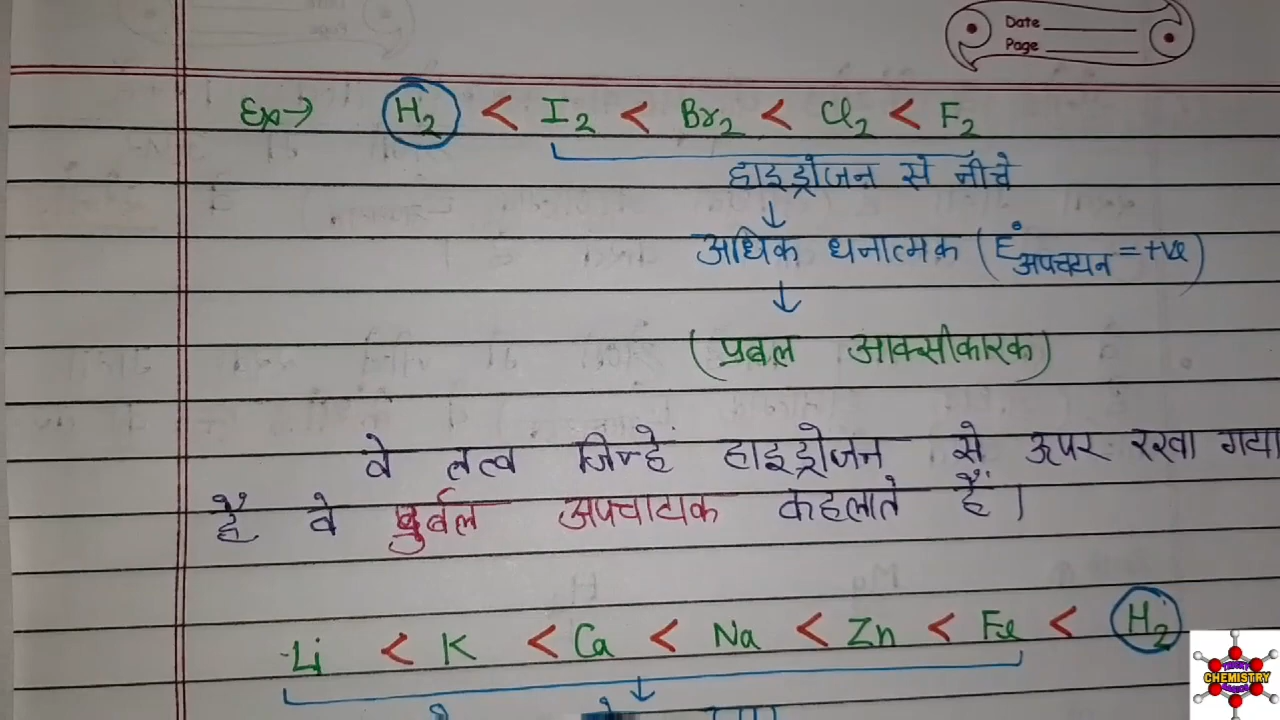 Date
Page
Ex→ H₂ < I₂ < Br₂ < Cl₂ < F₂
हाइड्रोजन से नीचे
↓
अधिक धनात्मक (E°अपचयन = +ve)
↓
(प्रबल आक्सीकारक)
वे तत्व जिन्हे हाइड्रोजन से ऊपर रखा गया
है वे दुर्बल अपचायक कहलाते हैं।
Li < K < Ca < Na < Zn < Fe < H₂
CHEMISTRY